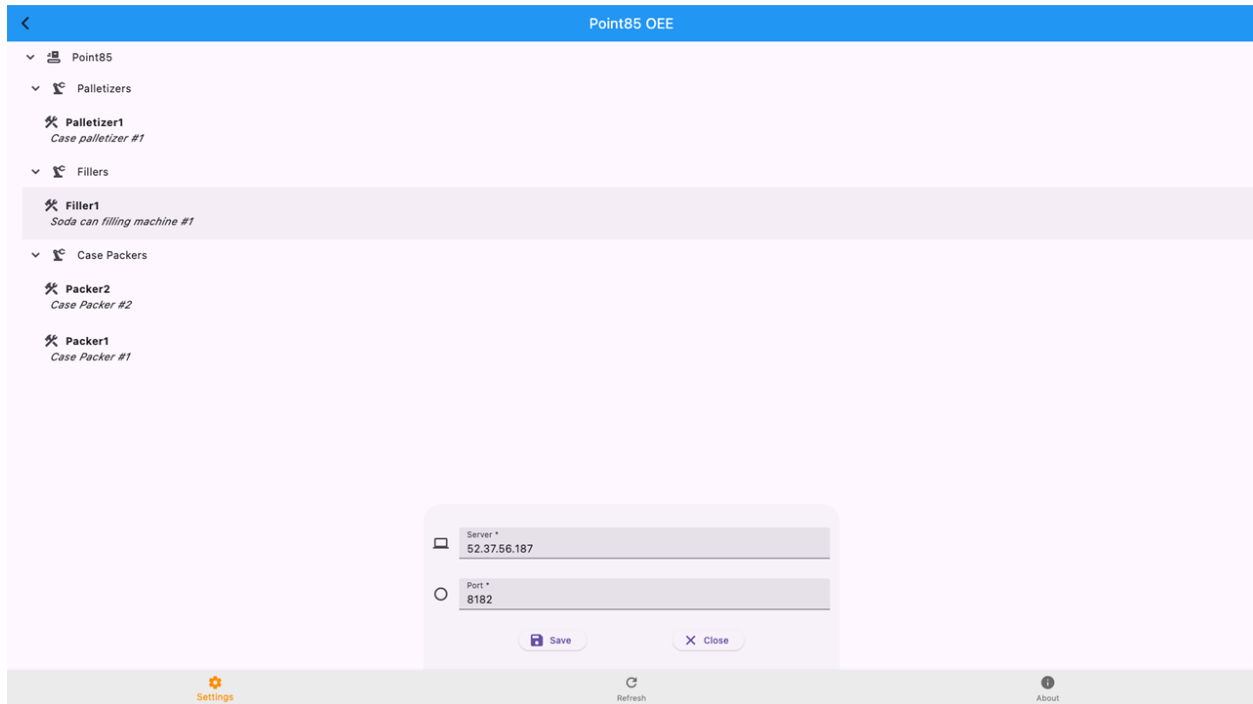 Point85 OEE
Point85
Palletizers
Palletizer1
Case palletizer #1
Fillers
Filler1
Soda can filling machine #1
Case Packers
Packer2
Case Packer #2
Packer1
Case Packer #1
Server *
52.37.56.187
Port *
8182
Save
Close
Settings
Refresh
About